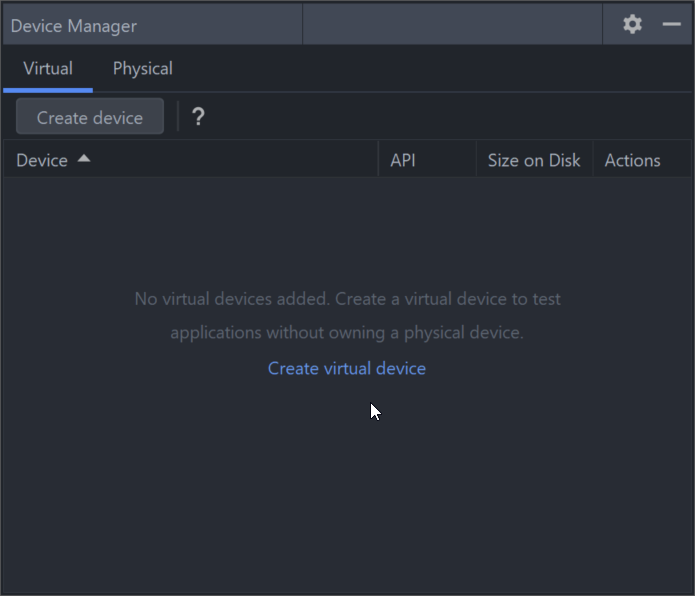 Device Manager
Virtual Physical
Create device ?
Device API Size on Disk Actions
No virtual devices added. Create a virtual device to test
applications without owning a physical device.
Create virtual device